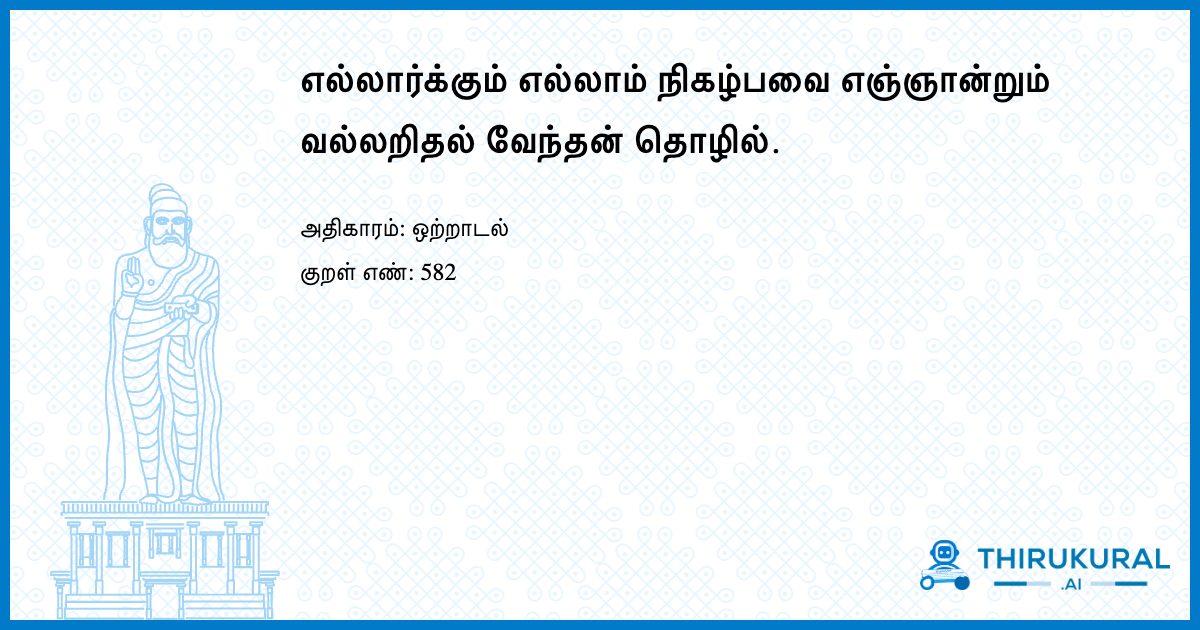 எல்லார்க்கும் எல்லாம் நிகழ்பவை எஞ்ஞான்றும்
வல்லறிதல் வேந்தன் தொழில்.
அதிகாரம்: ஒற்றாடல்
குறள் எண்: 582
THIRUKURAL
.AI